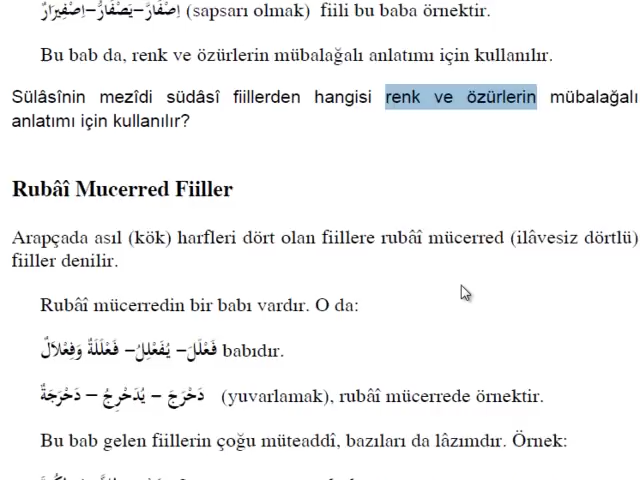 اِصْفَارَّ–يَصْفَارُّ–اِصْفِيرَارٌ (sapsarı olmak) fiili bu baba örnektir.
Bu bab da, renk ve özürlerin mübalağalı anlatımı için kullanılır.
Sülâsînin mezîdi südâsî fiillerden hangisi renk ve özürlerin mübalağalı
anlatımı için kullanılır?
Rubâî Mucerred Fiiller
Arapçada asıl (kök) harfleri dört olan fiillere rubâî mücerred (ilâvesiz dörtlü)
fiiller denilir.
Rubâî mücerredin bir babı vardır. O da:
فَعْلَلَ– يُفَعْلِلُ– فَعْلَلَةٌ وَفِعْلاَلٌ babıdır.
دَحْرَجَ – يُدَحْرِجُ – دَحْرَجَةٌ (yuvarlamak), rubâî mücerrede örnektir.
Bu bab gelen fiillerin çoğu müteaddî, bazıları da lâzımdır. Örnek: